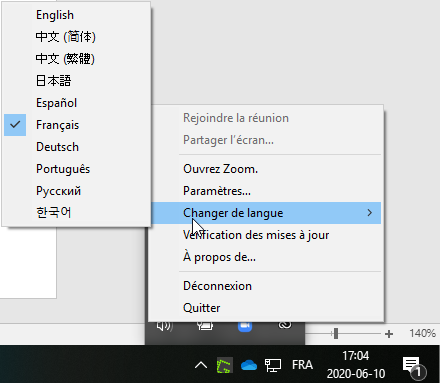 English
中文 (简体)
中文 (繁體)
日本語
Español
Français
Deutsch
Português
Русский
한국어
Rejoindre la réunion
Partager l'écran...
Ouvrez Zoom.
Paramètres...
Changer de langue
Vérification des mises à jour
À propos de...
Déconnexion
Quitter
140%
FRA
17:04
2020-06-10
1